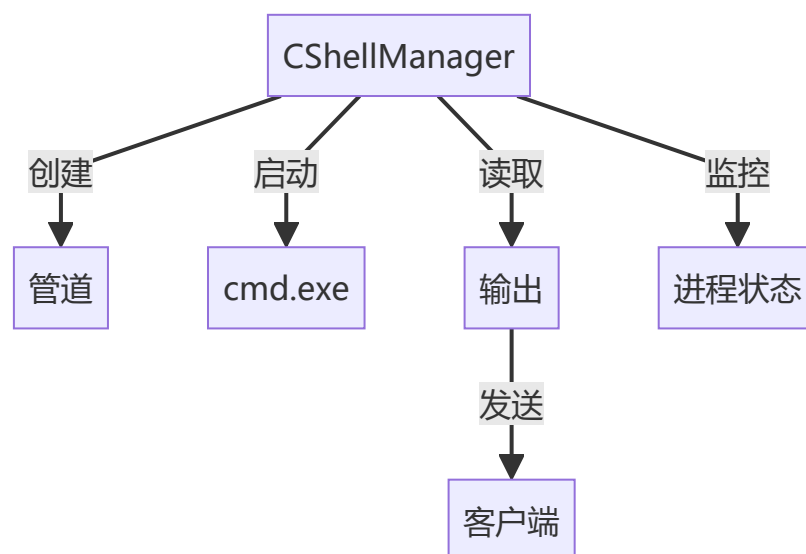 CShellManager
创建
启动
读取
监控
管道
cmd.exe
输出
进程状态
发送
客户端